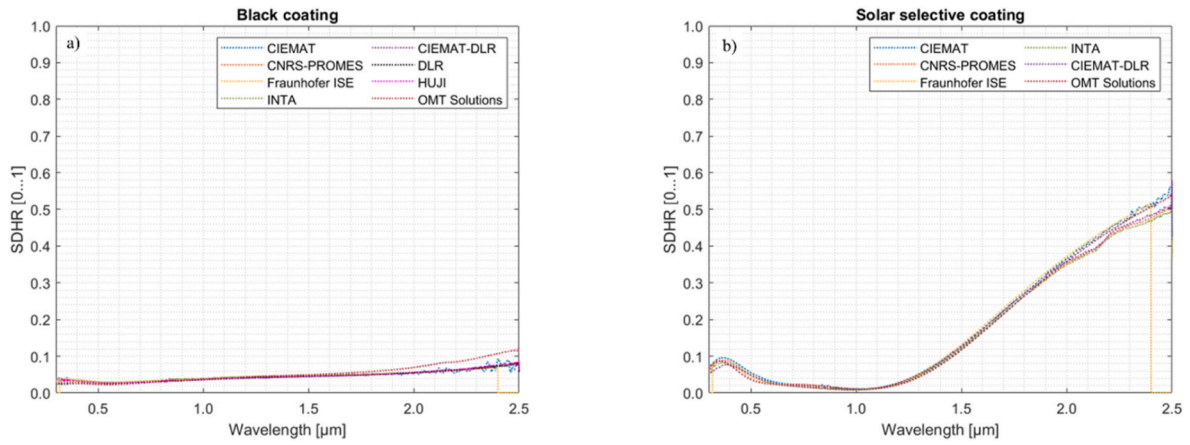 Black coating
a)
CIEMAT
CNRS-PROMES
Fraunhofer ISE
INTA
CIEMAT-DLR
DLR
HUJI
OMT Solutions
1.0
0.9
0.8
0.7
0.6
0.5
0.4
0.3
0.2
0.1
0.0
SDHR [0...1]
0.5
1.0
1.5
2.0
2.5
Wavelength [µm]
Solar selective coating
b)
CIEMAT
CNRS-PROMES
Fraunhofer ISE
INTA
CIEMAT-DLR
OMT Solutions
1.0
0.9
0.8
0.7
0.6
0.5
0.4
0.3
0.2
0.1
0.0
SDHR [0...1]
0.5
1.0
1.5
2.0
2.5
Wavelength [µm]